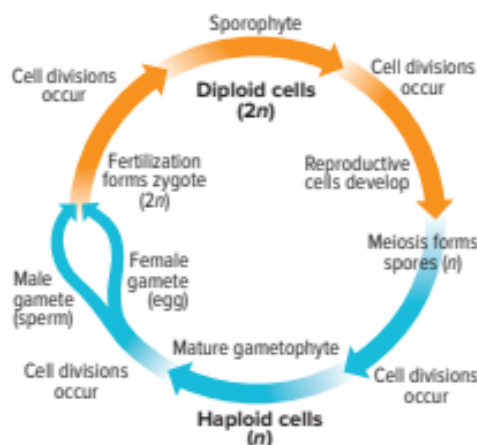 Sporophyte
Cell divisions
occur
Diploid cells
(2n)
Cell divisions
occur
Fertilization
forms zygote
(2n)
Reproductive
cells develop
Meiosis forms
spores (n)
Female
gamete
(egg)
Male
gamete
(sperm)
Mature gametophyte
Cell divisions
occur
Cell divisions
occur
Haploid cells
(n)